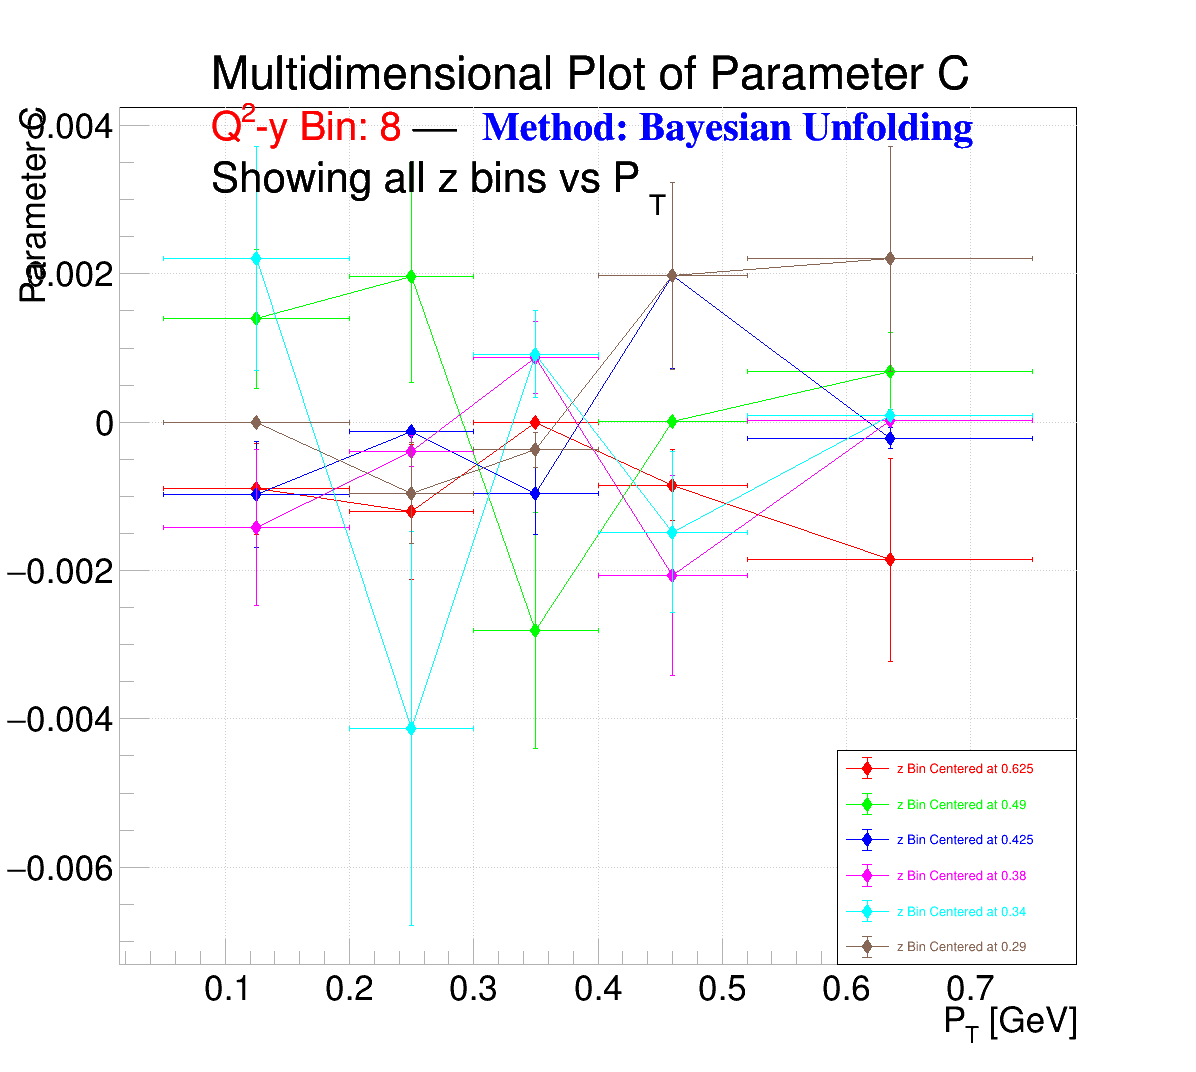 Multidimensional Plot of Parameter C
Q2-y Bin: 8 — Method: Bayesian Unfolding
Showing all z bins vs PT
Parameter C
0.004
0.002
0
−0.002
−0.004
−0.006
0.1 0.2 0.3 0.4 0.5 0.6 0.7
PT [GeV]
z Bin Centered at 0.625
z Bin Centered at 0.49
z Bin Centered at 0.425
z Bin Centered at 0.38
z Bin Centered at 0.34
z Bin Centered at 0.29